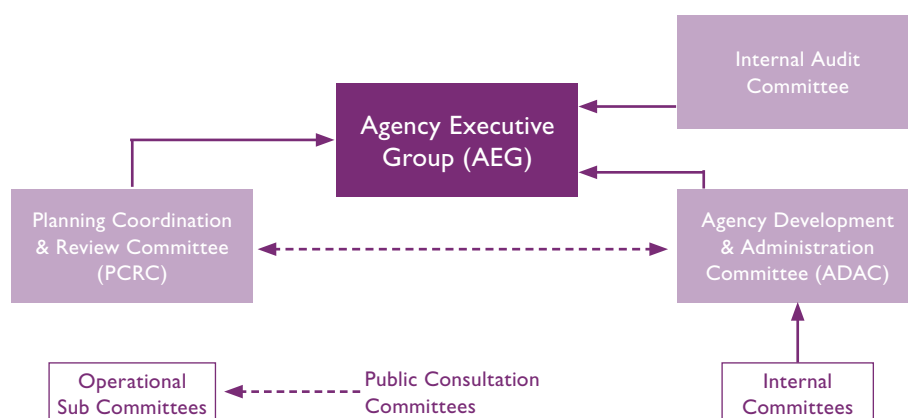 Internal Audit
Committee
Agency Executive
Group (AEG)
Planning Coordination
& Review Committee
(PCRC)
Agency Development
& Administration
Committee (ADAC)
Operational
Sub Committees
Public Consultation
Committees
Internal
Committees